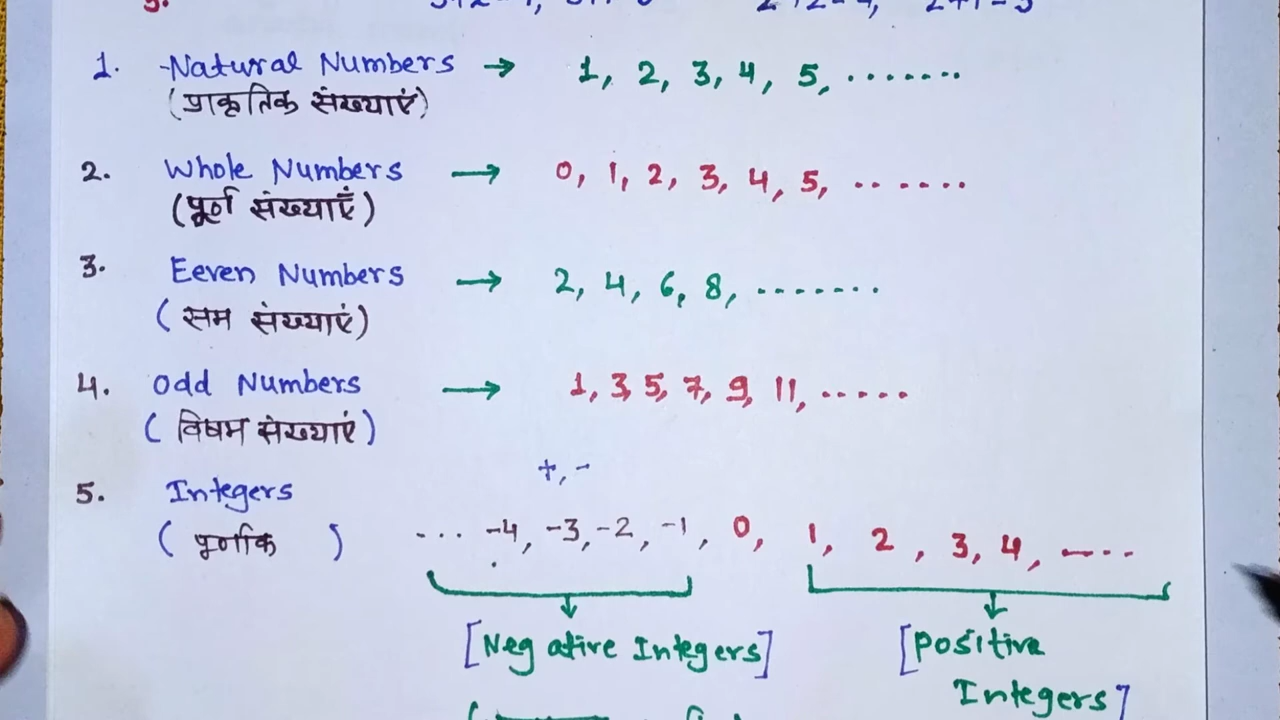 1. Natural Numbers → 1, 2, 3, 4, 5, .......
(प्राकृतिक संख्याएं)
2. Whole Numbers → 0, 1, 2, 3, 4, 5, .......
(पूर्ण संख्याएँ)
3. Eeven Numbers → 2, 4, 6, 8, .......
(सम संख्याएं)
4. Odd Numbers → 1, 3, 5, 7, 9, 11, .....
(विषम संख्याएं)
+, -
5. Integers
(पूर्णांक) ... -4, -3, -2, -1, 0, 1, 2, 3, 4, ....
[Negative Integers] [Positive
Integers]